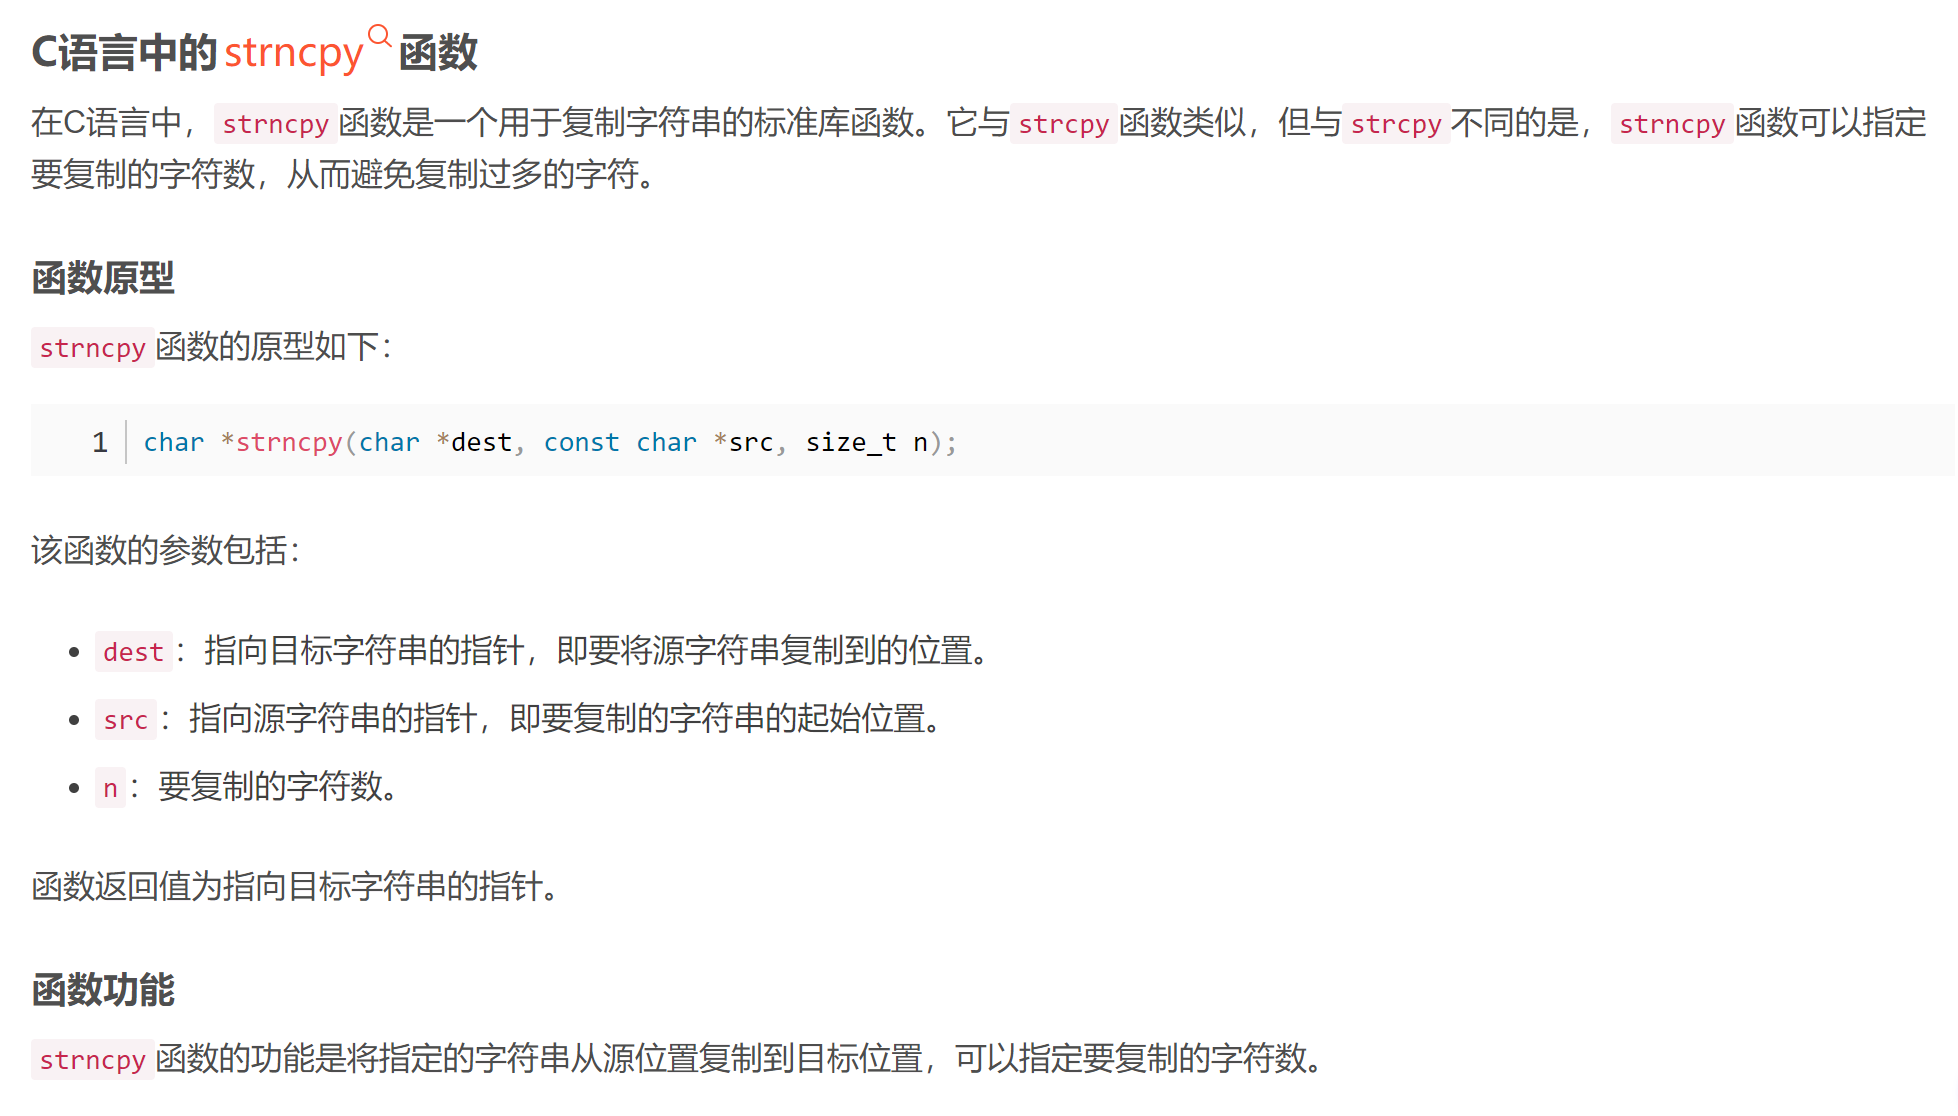 C语言中的strncpy函数
在C语言中，strncpy函数是一个用于复制字符串的标准库函数。它与strcpy函数类似，但与strcpy不同的是，strncpy函数可以指定
要复制的字符数，从而避免复制过多的字符。
函数原型
strncpy函数的原型如下：
1 char *strncpy(char *dest, const char *src, size_t n);
该函数的参数包括：
• dest：指向目标字符串的指针，即要将源字符串复制到的位置。
• src：指向源字符串的指针，即要复制的字符串的起始位置。
• n：要复制的字符数。
函数返回值为指向目标字符串的指针。
函数功能
strncpy函数的功能是将指定的字符串从源位置复制到目标位置，可以指定要复制的字符数。